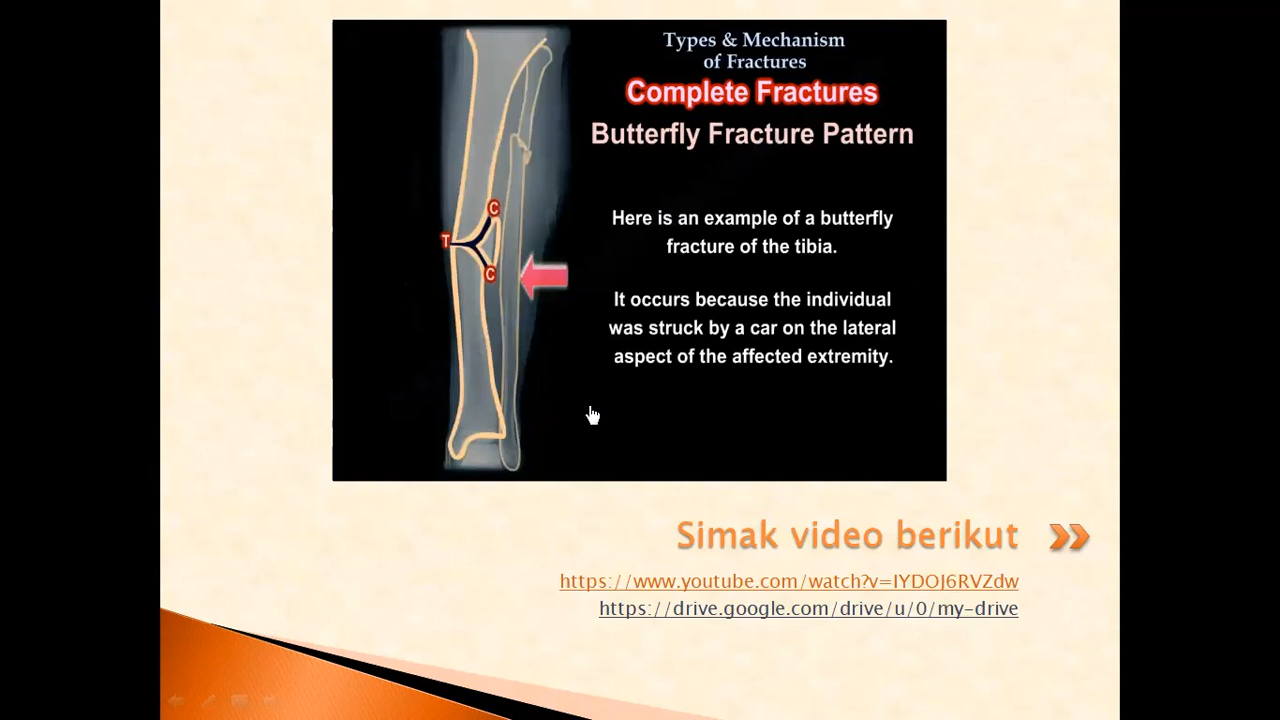 Types & Mechanism
of Fractures
Complete Fractures
Butterfly Fracture Pattern
Here is an example of a butterfly
fracture of the tibia.
It occurs because the individual
was struck by a car on the lateral
aspect of the affected extremity.
C
T
C
Simak video berikut
https://www.youtube.com/watch?v=IYDOJ6RVZdw
https://drive.google.com/drive/u/0/my-drive